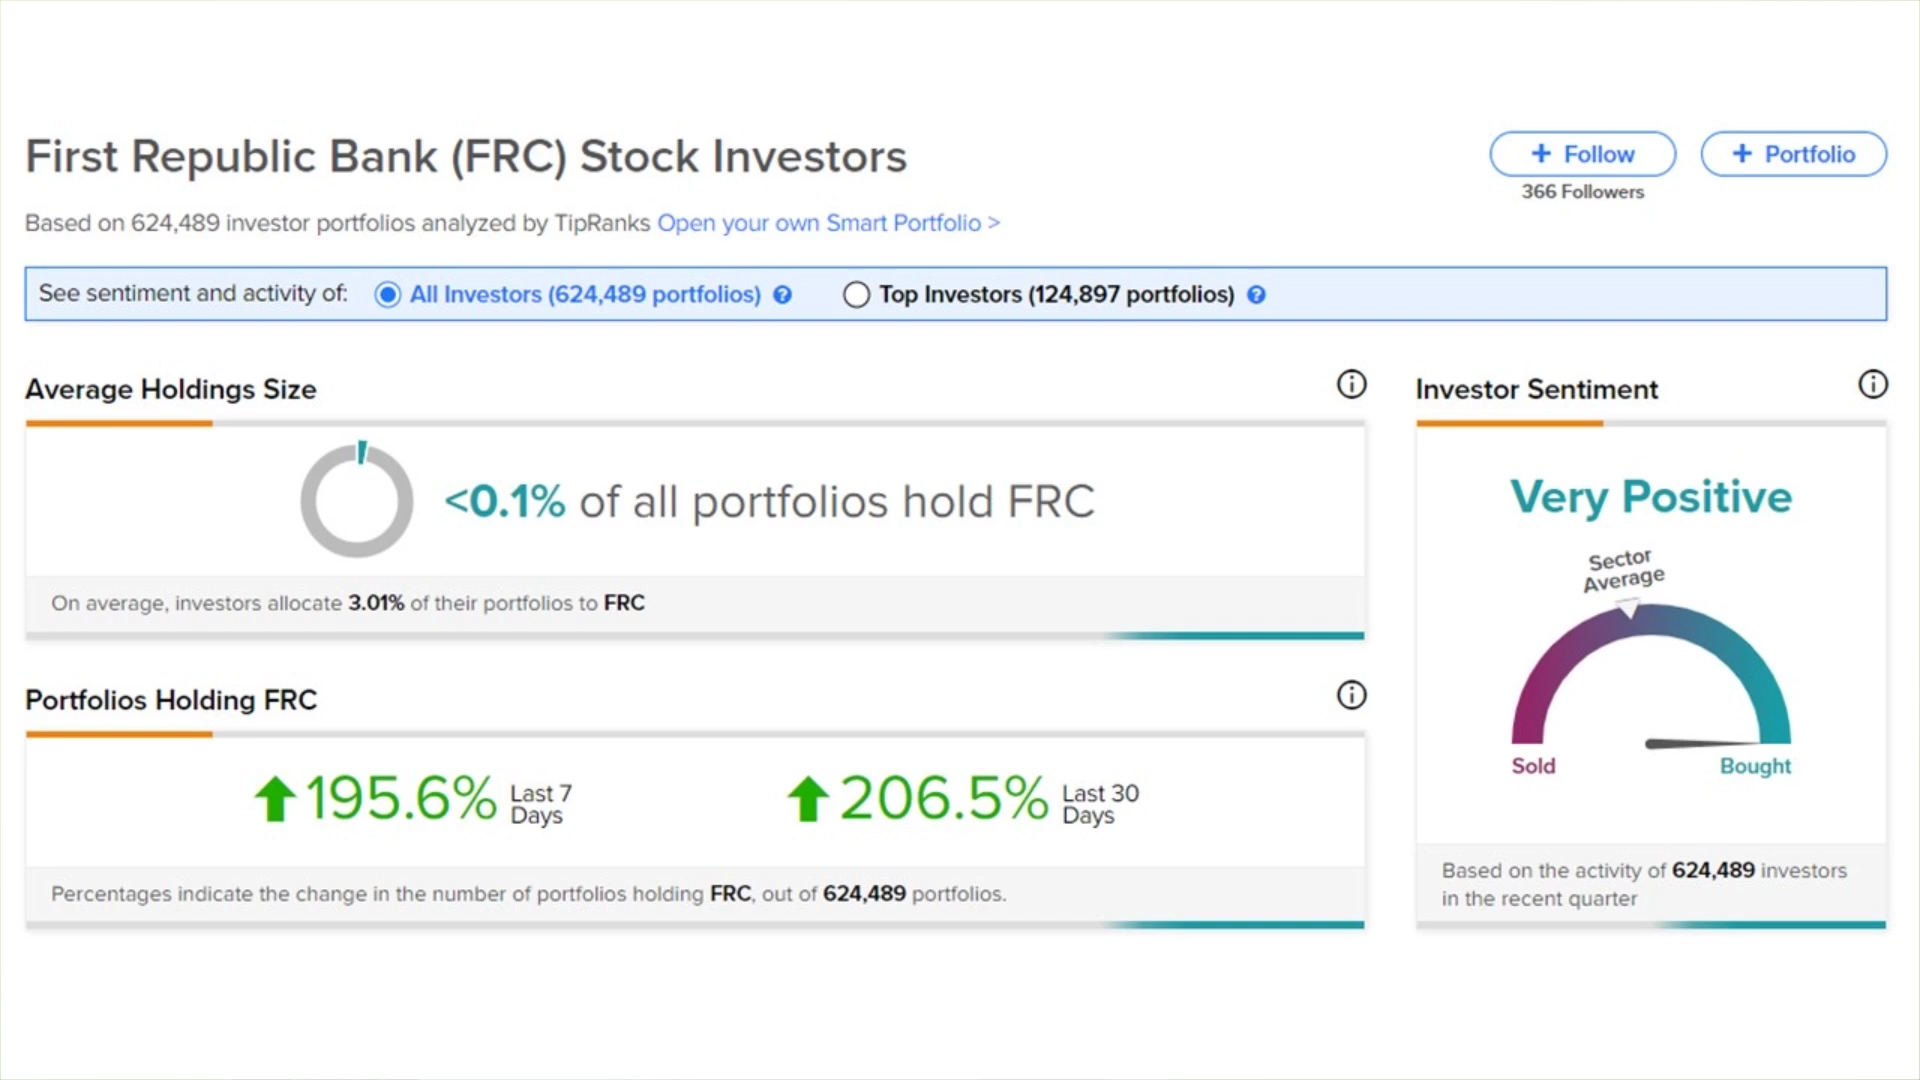 First Republic Bank (FRC) Stock Investors
+ Follow
+ Portfolio
366 Followers
Based on 624,489 investor portfolios analyzed by TipRanks Open your own Smart Portfolio >
See sentiment and activity of: All Investors (624,489 portfolios) ? Top Investors (124,897 portfolios) ?
Average Holdings Size
<0.1% of all portfolios hold FRC
On average, investors allocate 3.01% of their portfolios to FRC
Portfolios Holding FRC
195.6% Last 7
Days
206.5% Last 30
Days
Percentages indicate the change in the number of portfolios holding FRC, out of 624,489 portfolios.
Investor Sentiment
Very Positive
Sector
Average
Sold
Bought
Based on the activity of 624,489 investors
in the recent quarter